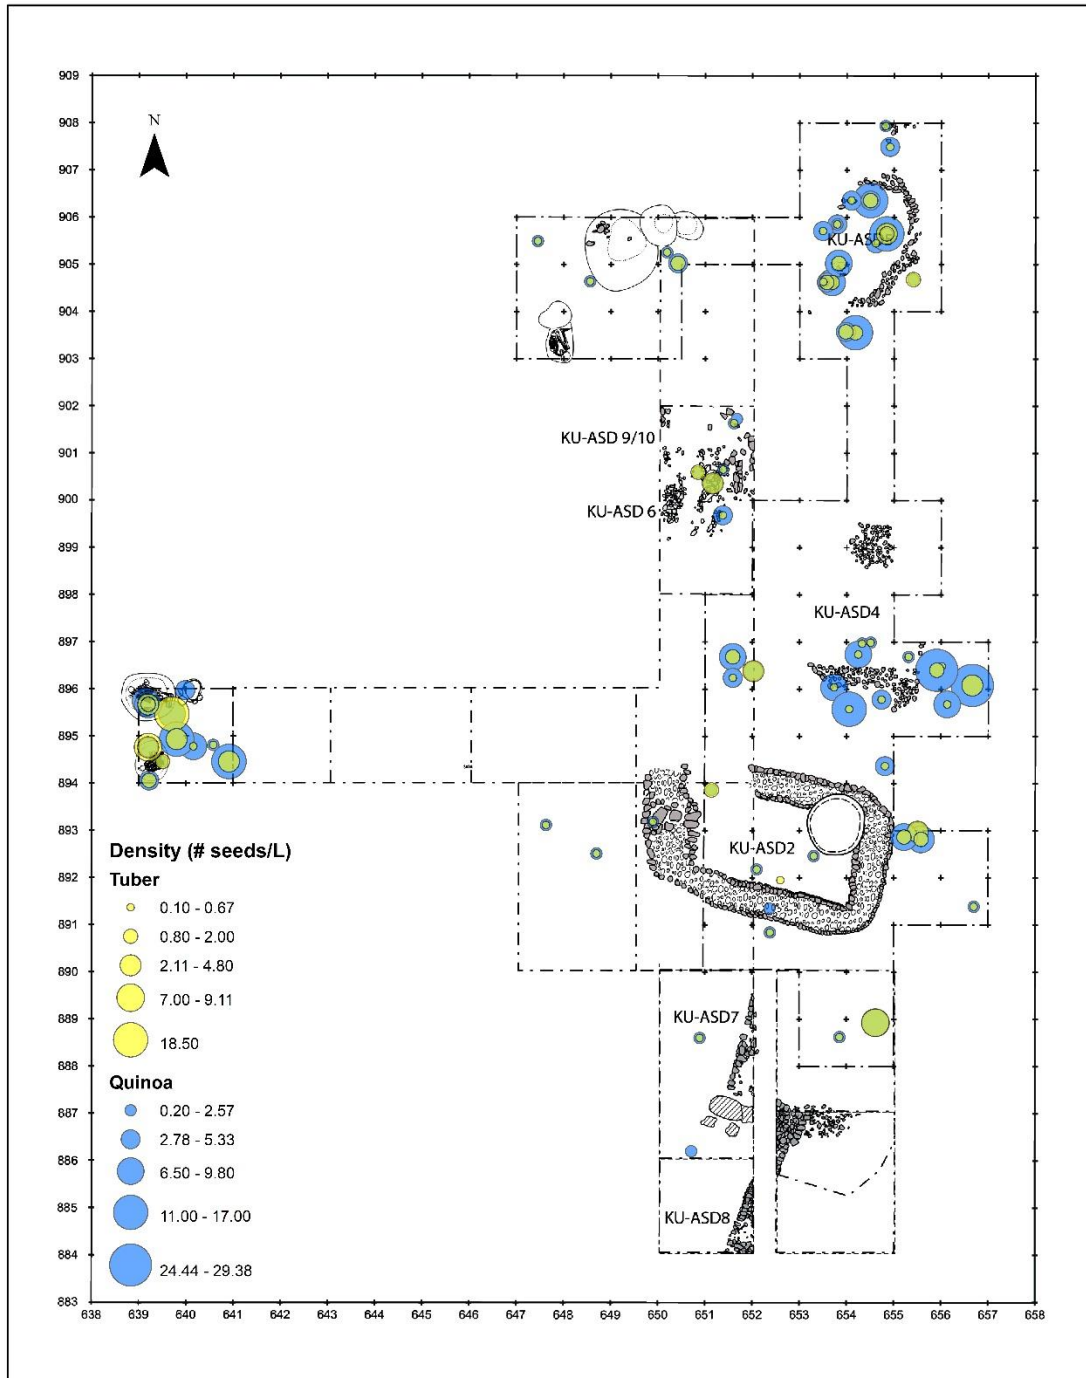 909
N
908
907
906
KU-ASD5
905
904
903
902
KU-ASD 9/10
901
900
KU-ASD 6
899
898
KU-ASD4
897
896
895
894
893
Density (# seeds/L)
KU-ASD2
Tuber
892
0.10 - 0.67
891
0.80 - 2.00
890
2.11 - 4.80
889
KU-ASD7
7.00 - 9.11
888
18.50
887
Quinoa
0.20 - 2.57
886
2.78 - 5.33
885
6.50 - 9.80
KU-ASD8
884
11.00 - 17.00
24.44 - 29.38
883
638 639 640 641 642 643 644 645 646 647 648 649 650 651 652 653 654 655 656 657 658